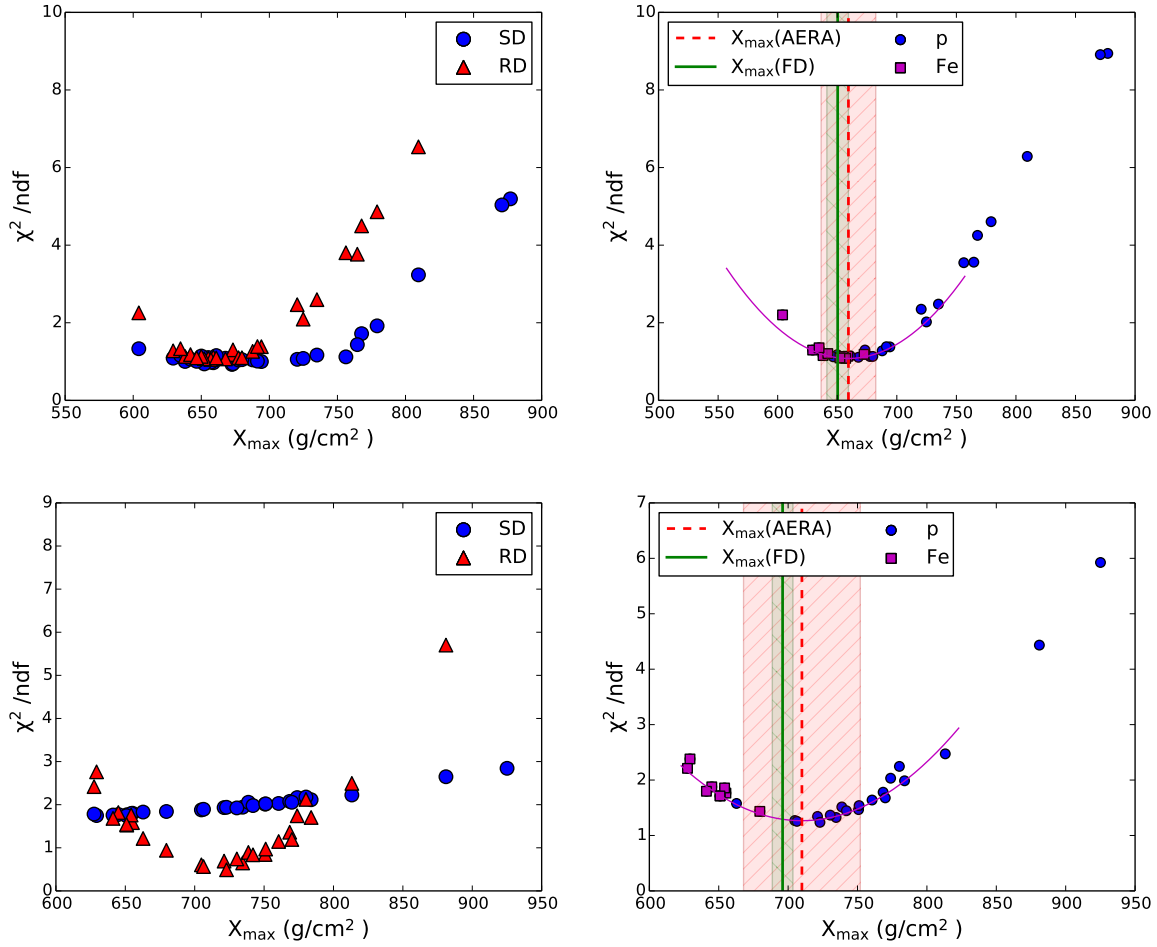 10
8
6
4
2
0
χ² /ndf
550 600 650 700 750 800 850 900
X_max (g/cm² )
SD
RD
10
8
6
4
2
0
χ² /ndf
500 550 600 650 700 750 800 850 900
X_max (g/cm² )
X_max(AERA)
X_max(FD)
p
Fe
9
8
7
6
5
4
3
2
1
0
χ² /ndf
600 650 700 750 800 850 900 950
X_max (g/cm² )
SD
RD
7
6
5
4
3
2
1
0
χ² /ndf
600 650 700 750 800 850 900 950
X_max (g/cm² )
X_max(AERA)
X_max(FD)
p
Fe